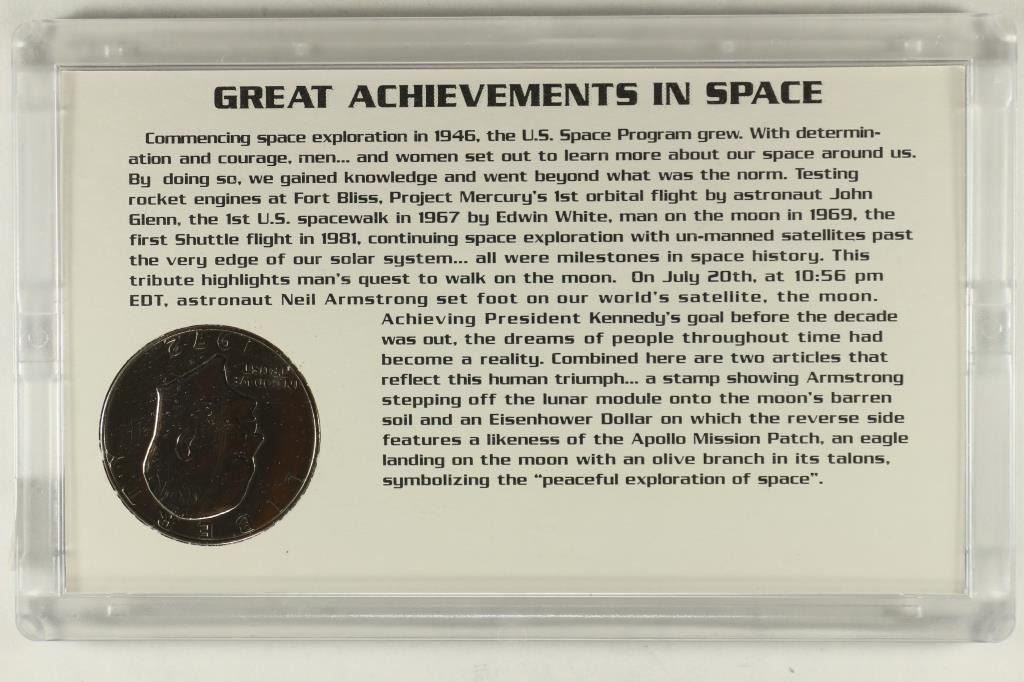 GREAT ACHIEVEMENTS IN SPACE
Commencing space exploration in 1946, the U.S. Space Program grew. With determin-
ation and courage, men... and women set out to learn more about our space around us.
By doing so, we gained knowledge and went beyond what was the norm. Testing
rocket engines at Fort Bliss, Project Mercury's 1st orbital flight by astronaut John
Glenn, the 1st U.S. spacewalk in 1967 by Edwin White, man on the moon in 1969, the
first Shuttle flight in 1981, continuing space exploration with un-manned satellites past
the very edge of our solar system... all were milestones in space history. This
tribute highlights man's quest to walk on the moon. On July 20th, at 10:56 pm
EDT, astronaut Neil Armstrong set foot on our world's satellite, the moon.
Achieving President Kennedy's goal before the decade
was out, the dreams of people throughout time had
become a reality. Combined here are two articles that
reflect this human triumph... a stamp showing Armstrong
stepping off the lunar module onto the moon's barren
soil and an Eisenhower Dollar on which the reverse side
features a likeness of the Apollo Mission Patch, an eagle
landing on the moon with an olive branch in its talons,
symbolizing the "peaceful exploration of space".
LIBERTY
IN GOD WE
TRUST
1972